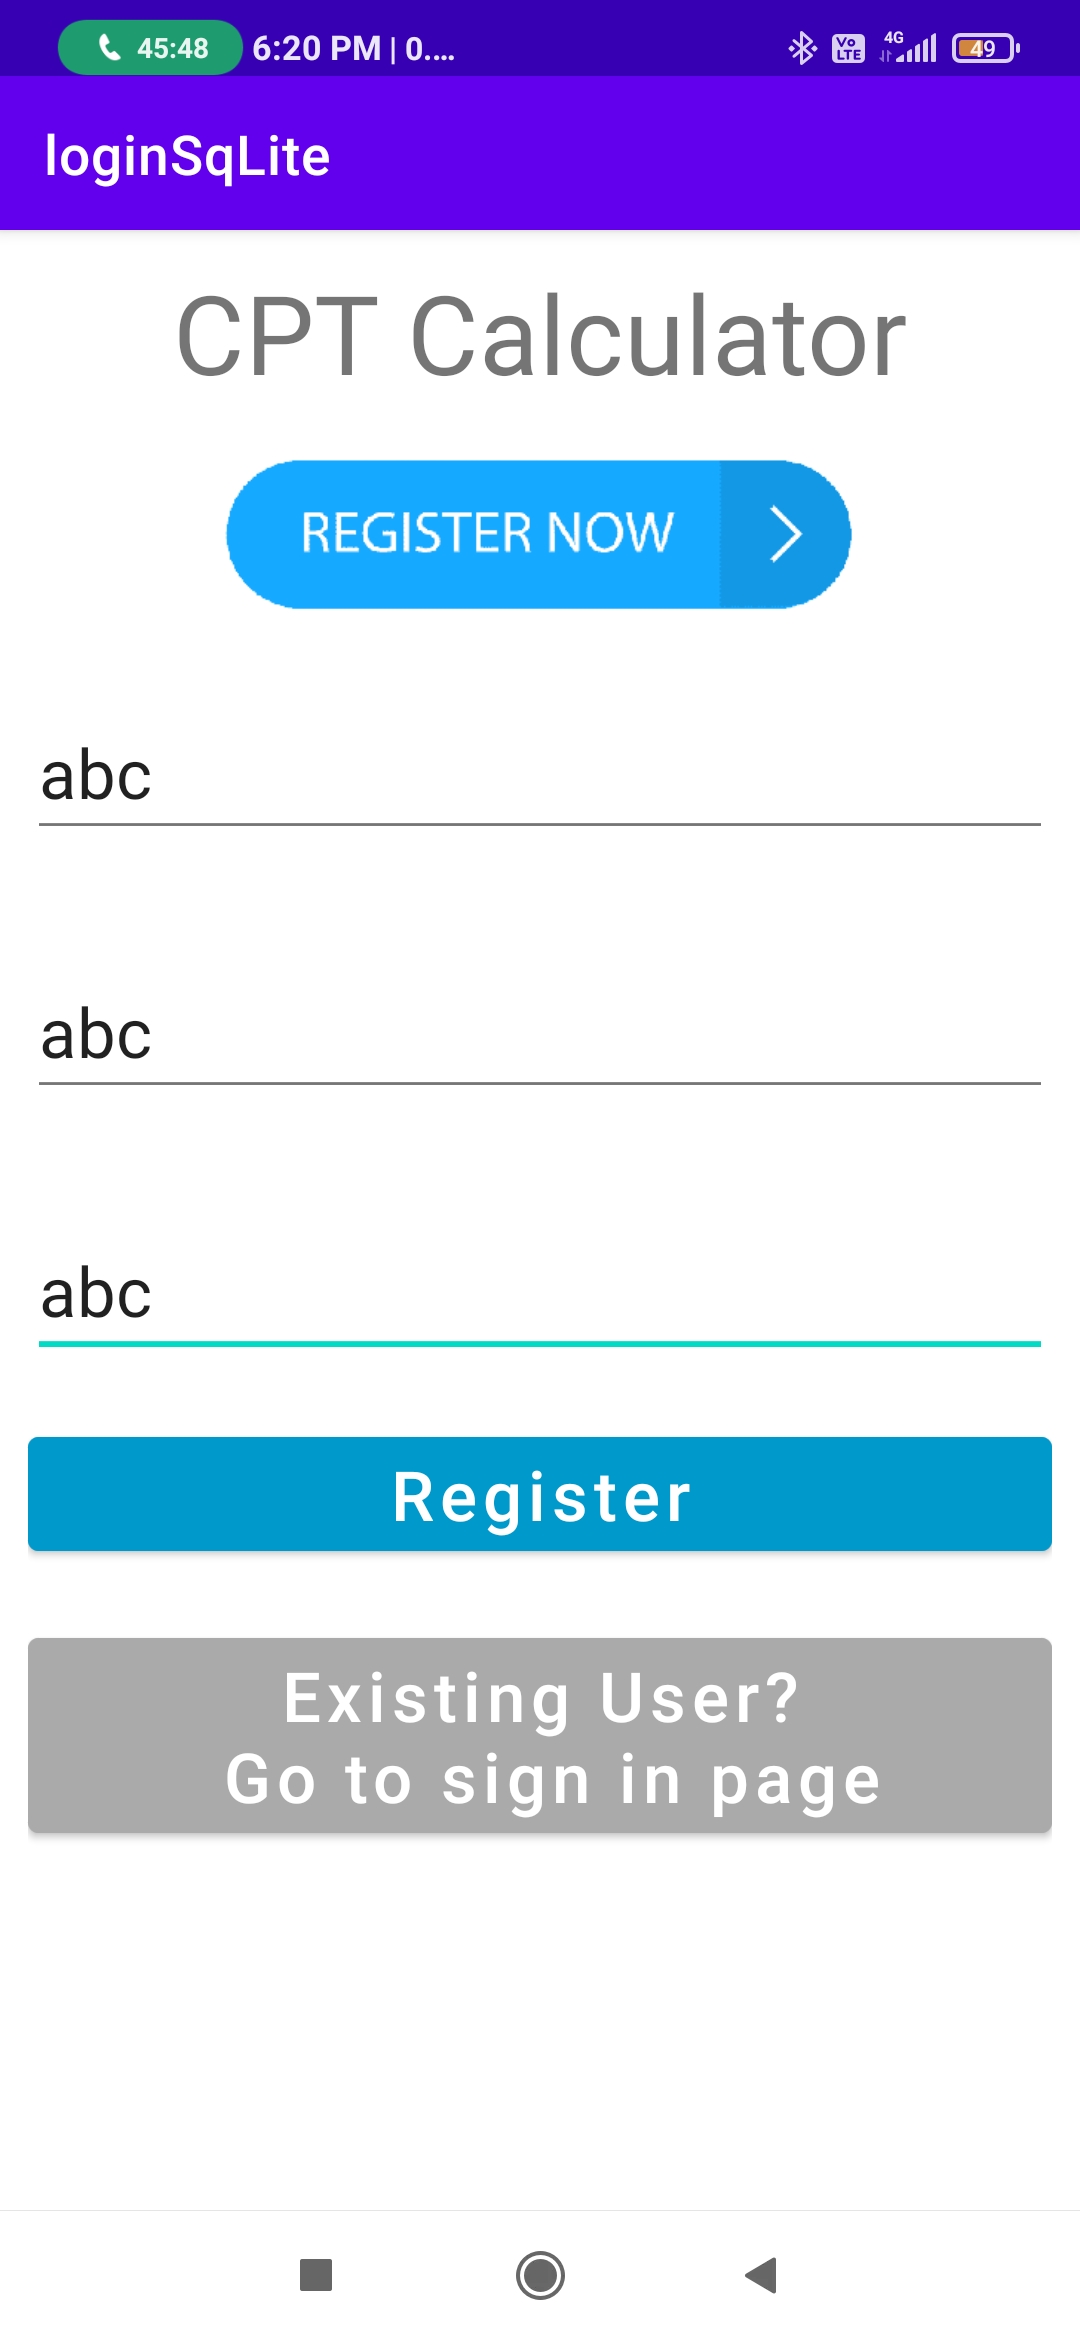 45:48 6:20 PM | 0.... 4G Vo LTE 49
loginSqLite
CPT Calculator
REGISTER NOW
abc
abc
abc
Register
Existing User?
Go to sign in page